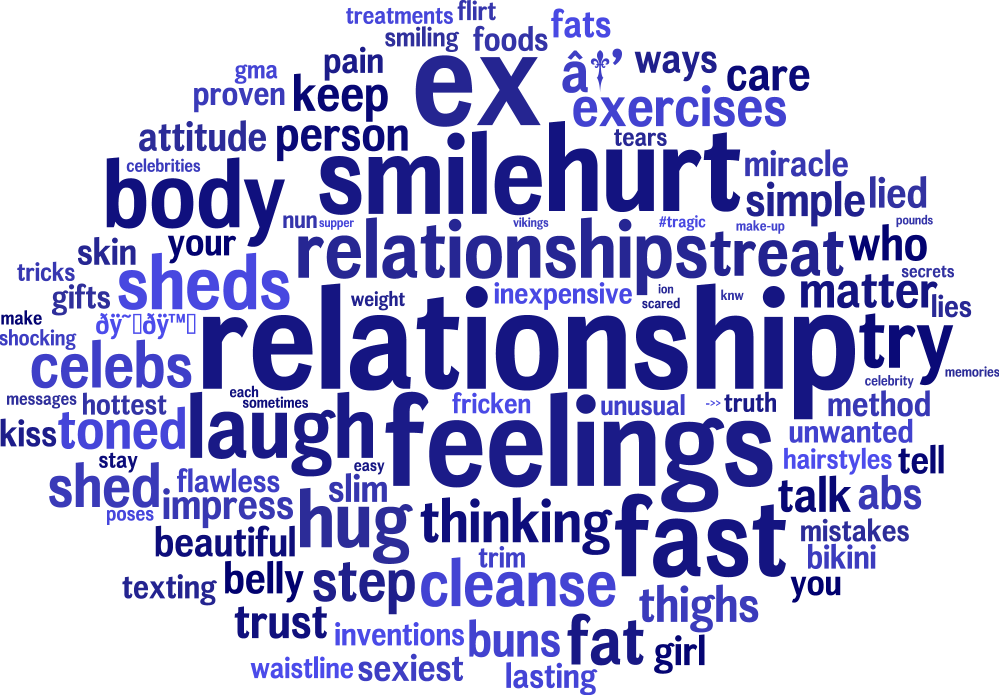 treatments flirt
smiling foods fats
gma pain ex â†’ ways care
proven keep exercises
attitude person tears
celebrities smile hurt miracle
body simple lied
nun supper vikings #tragic make-up pounds
skin your relationships treat who
tricks secrets
gifts sheds weight inexpensive ion scared knw matter lies
make
shocking ðŸ˜ðŸ™ relationship try
celebs celebrity memories
messages hottest each sometimes fricken unusual ->> truth method
kiss toned laugh feelings unwanted
stay easy hairstyles tell
shed flawless slim talk abs
poses impress hug thinking fast mistakes
beautiful trim bikini
texting belly step cleanse you
thighs
trust inventions buns fat girl
waistline sexiest lasting